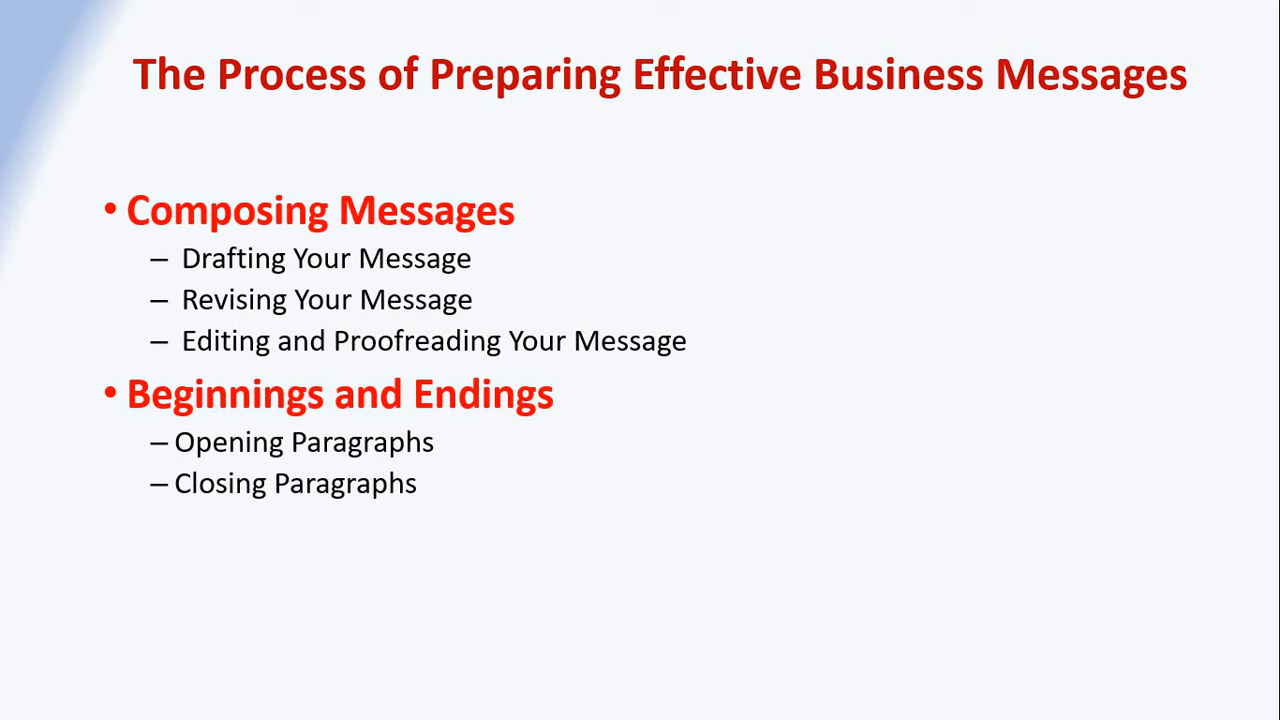 The Process of Preparing Effective Business Messages
• Composing Messages
– Drafting Your Message
– Revising Your Message
– Editing and Proofreading Your Message
• Beginnings and Endings
– Opening Paragraphs
– Closing Paragraphs